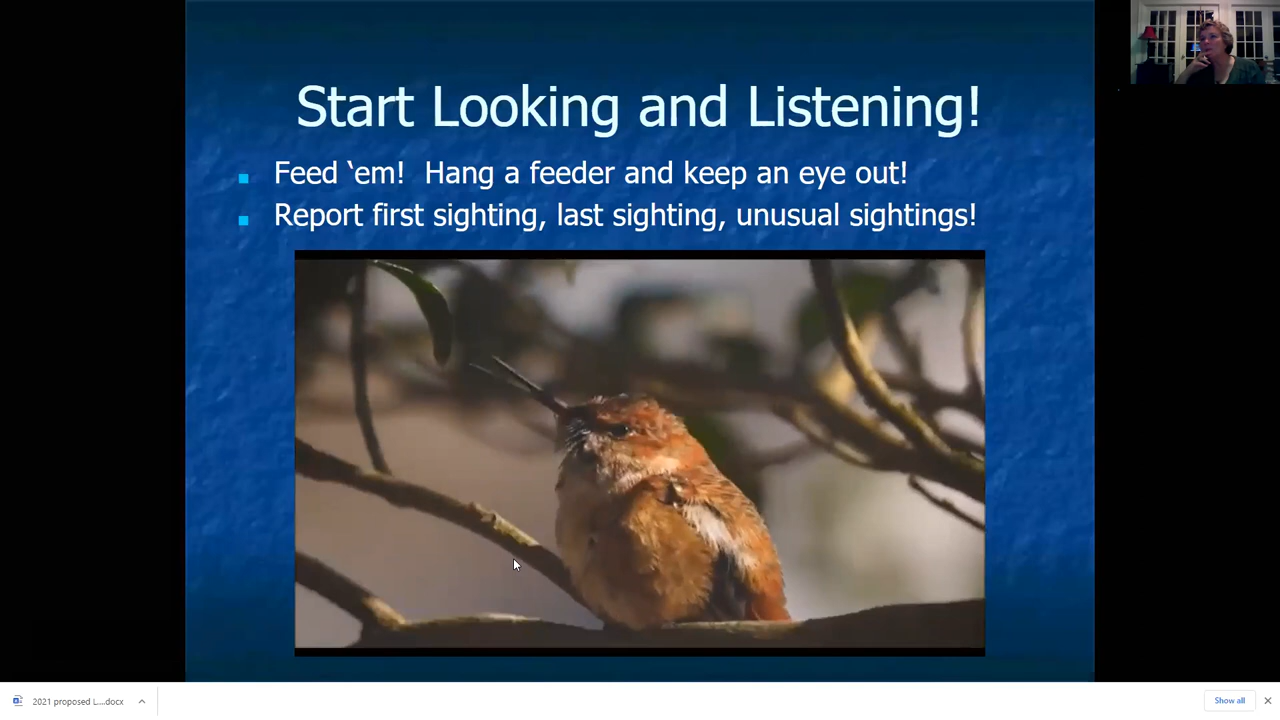 Start Looking and Listening!
Feed ‘em!  Hang a feeder and keep an eye out!
Report first sighting, last sighting, unusual sightings!
2021 proposed L....docx
Show all